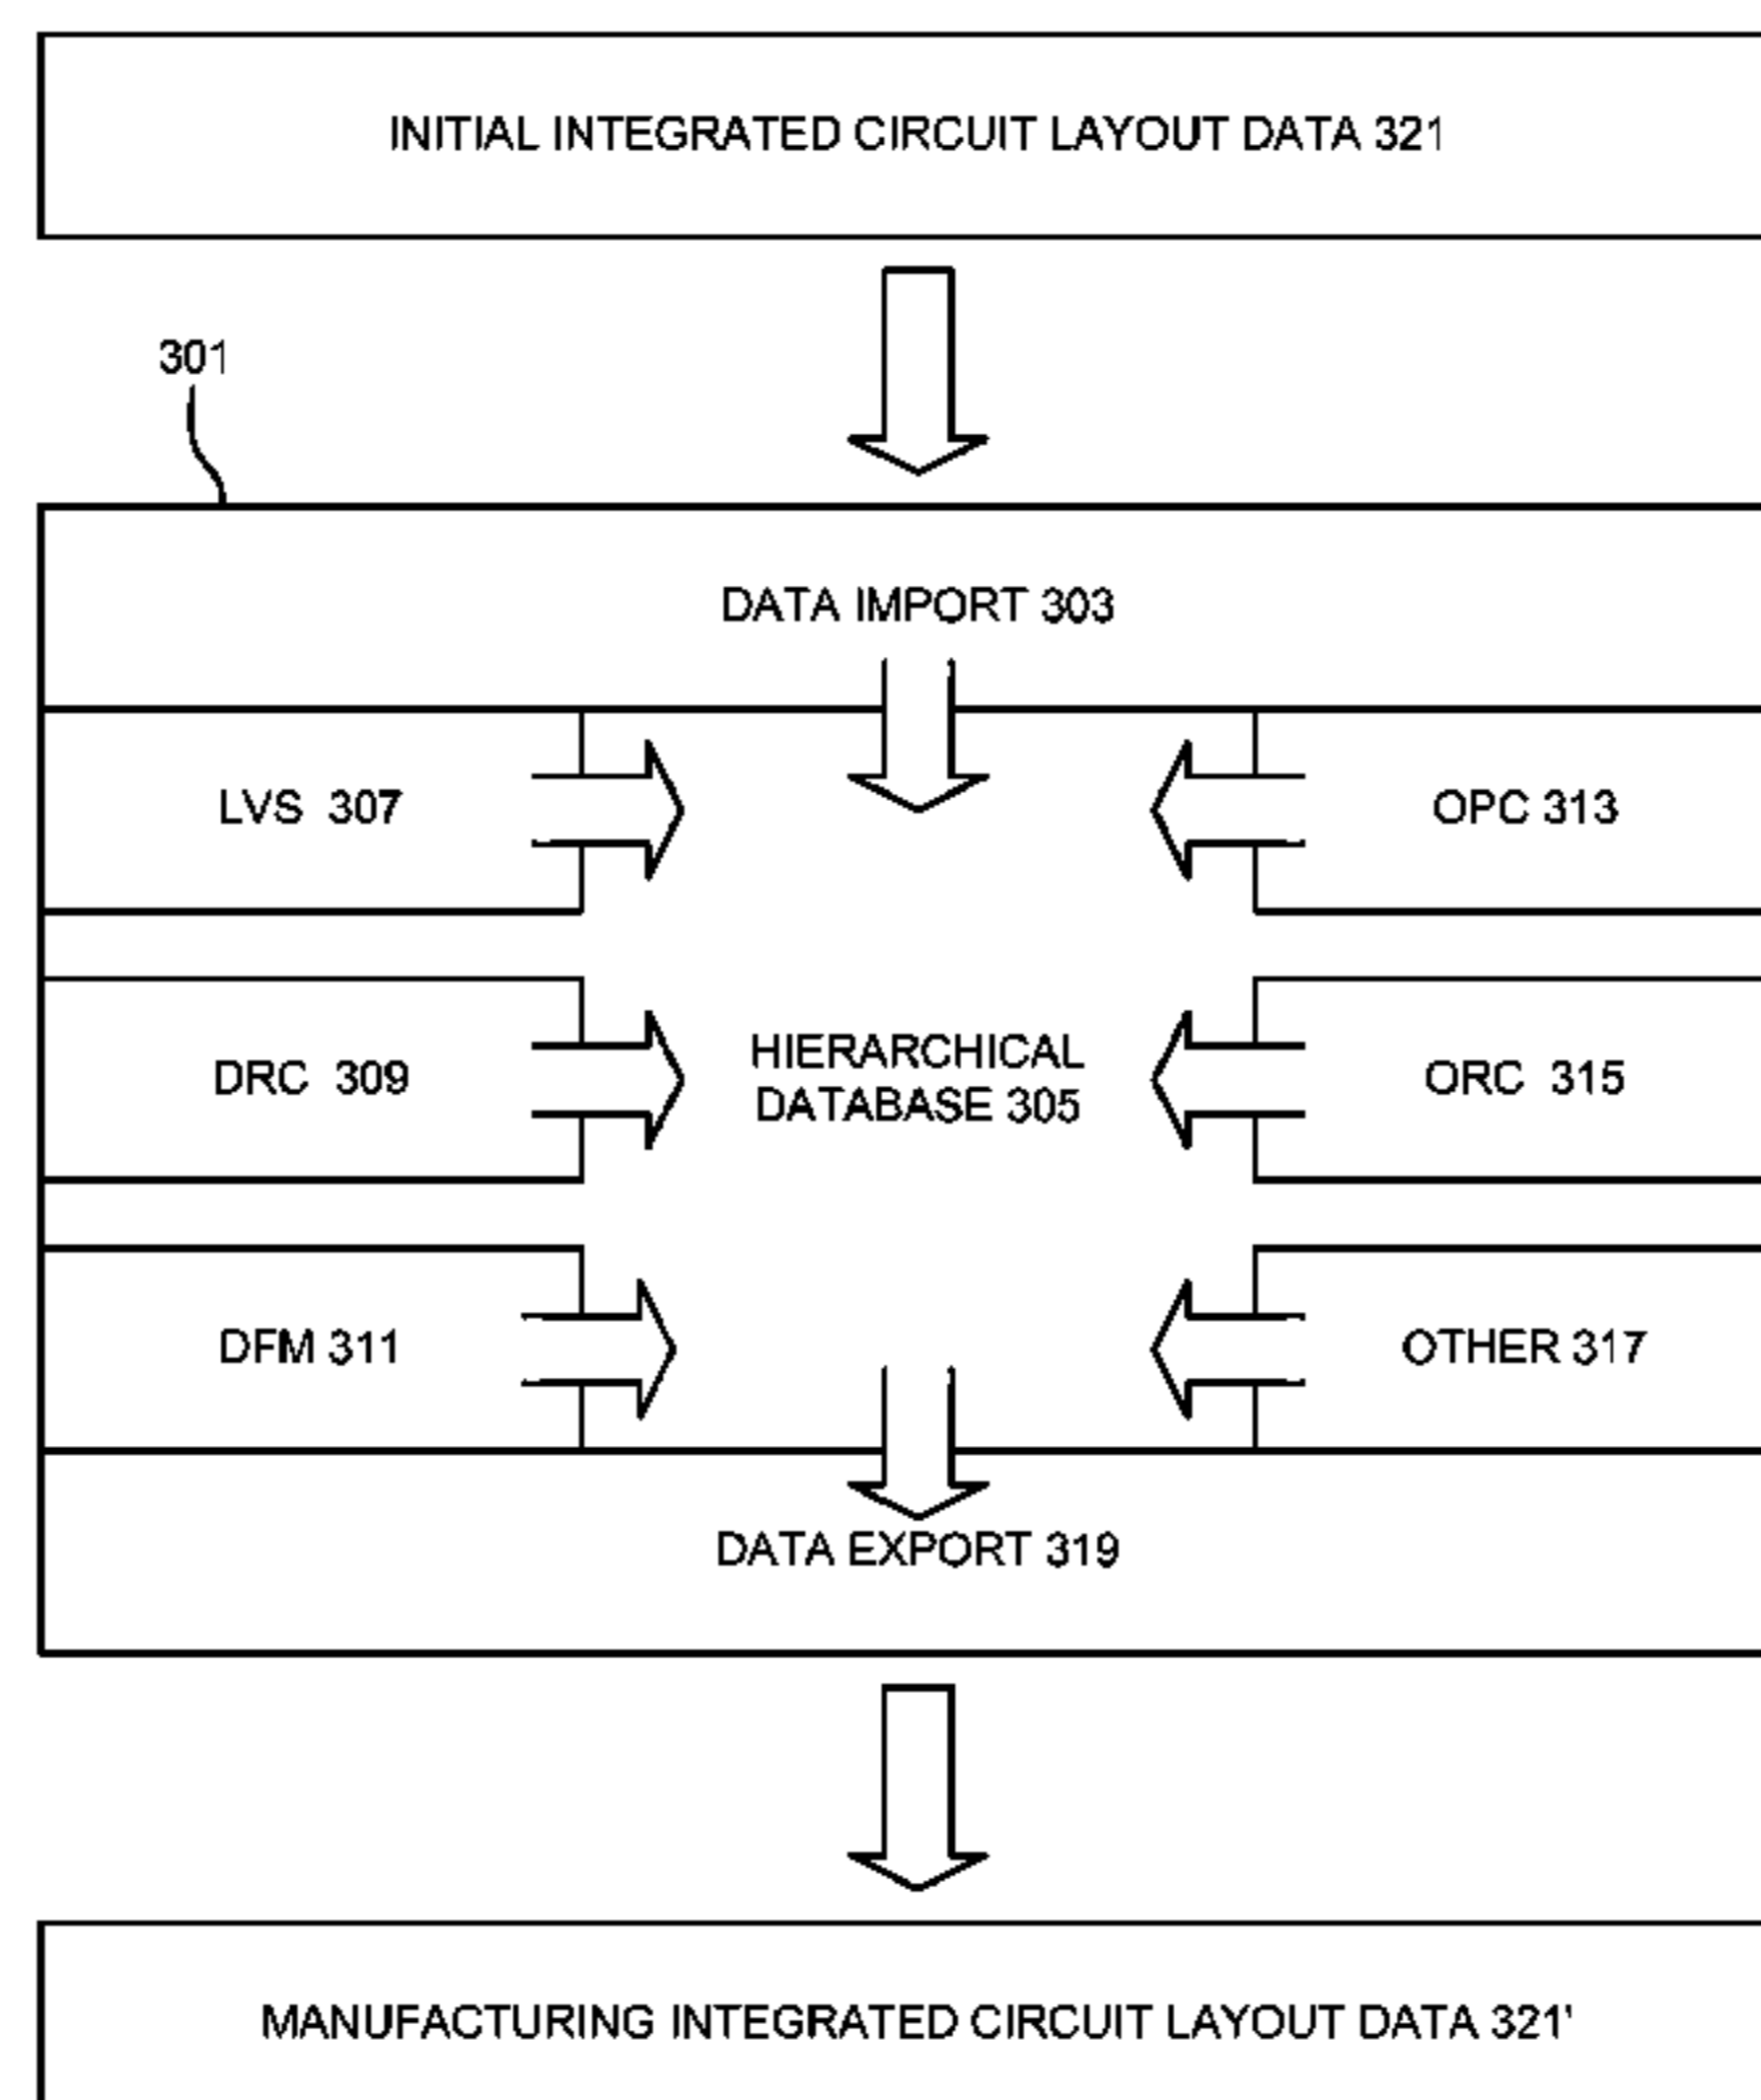 INITIAL INTEGRATED CIRCUIT LAYOUT DATA 321
301
DATA IMPORT 303
LVS 307
OPC 313
DRC 309
HIERARCHICAL
DATABASE 305
ORC 315
DFM 311
OTHER 317
DATA EXPORT 319
MANUFACTURING INTEGRATED CIRCUIT LAYOUT DATA 321'